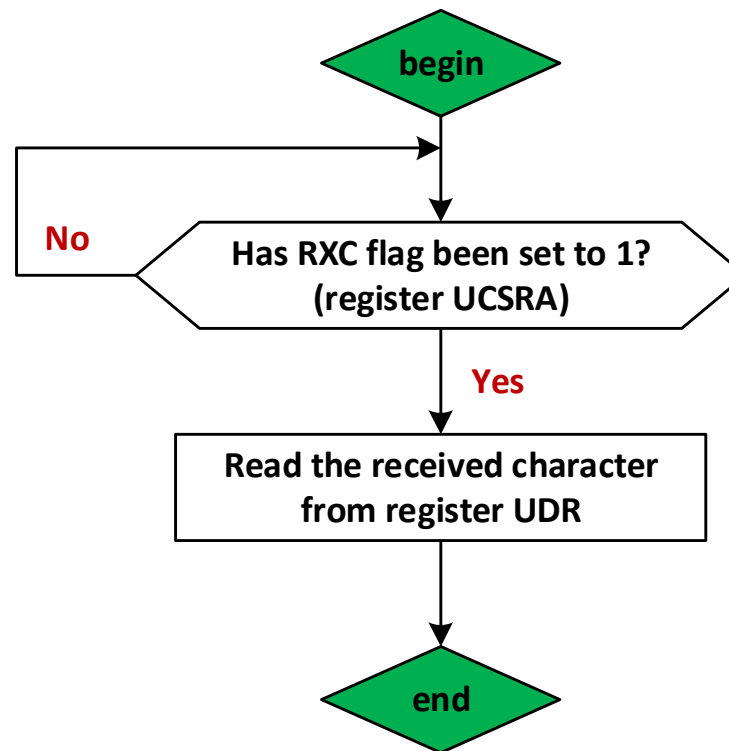 begin
No
Has RXC flag been set to 1?
(register UCSRA)
Yes
Read the received character
from register UDR
end